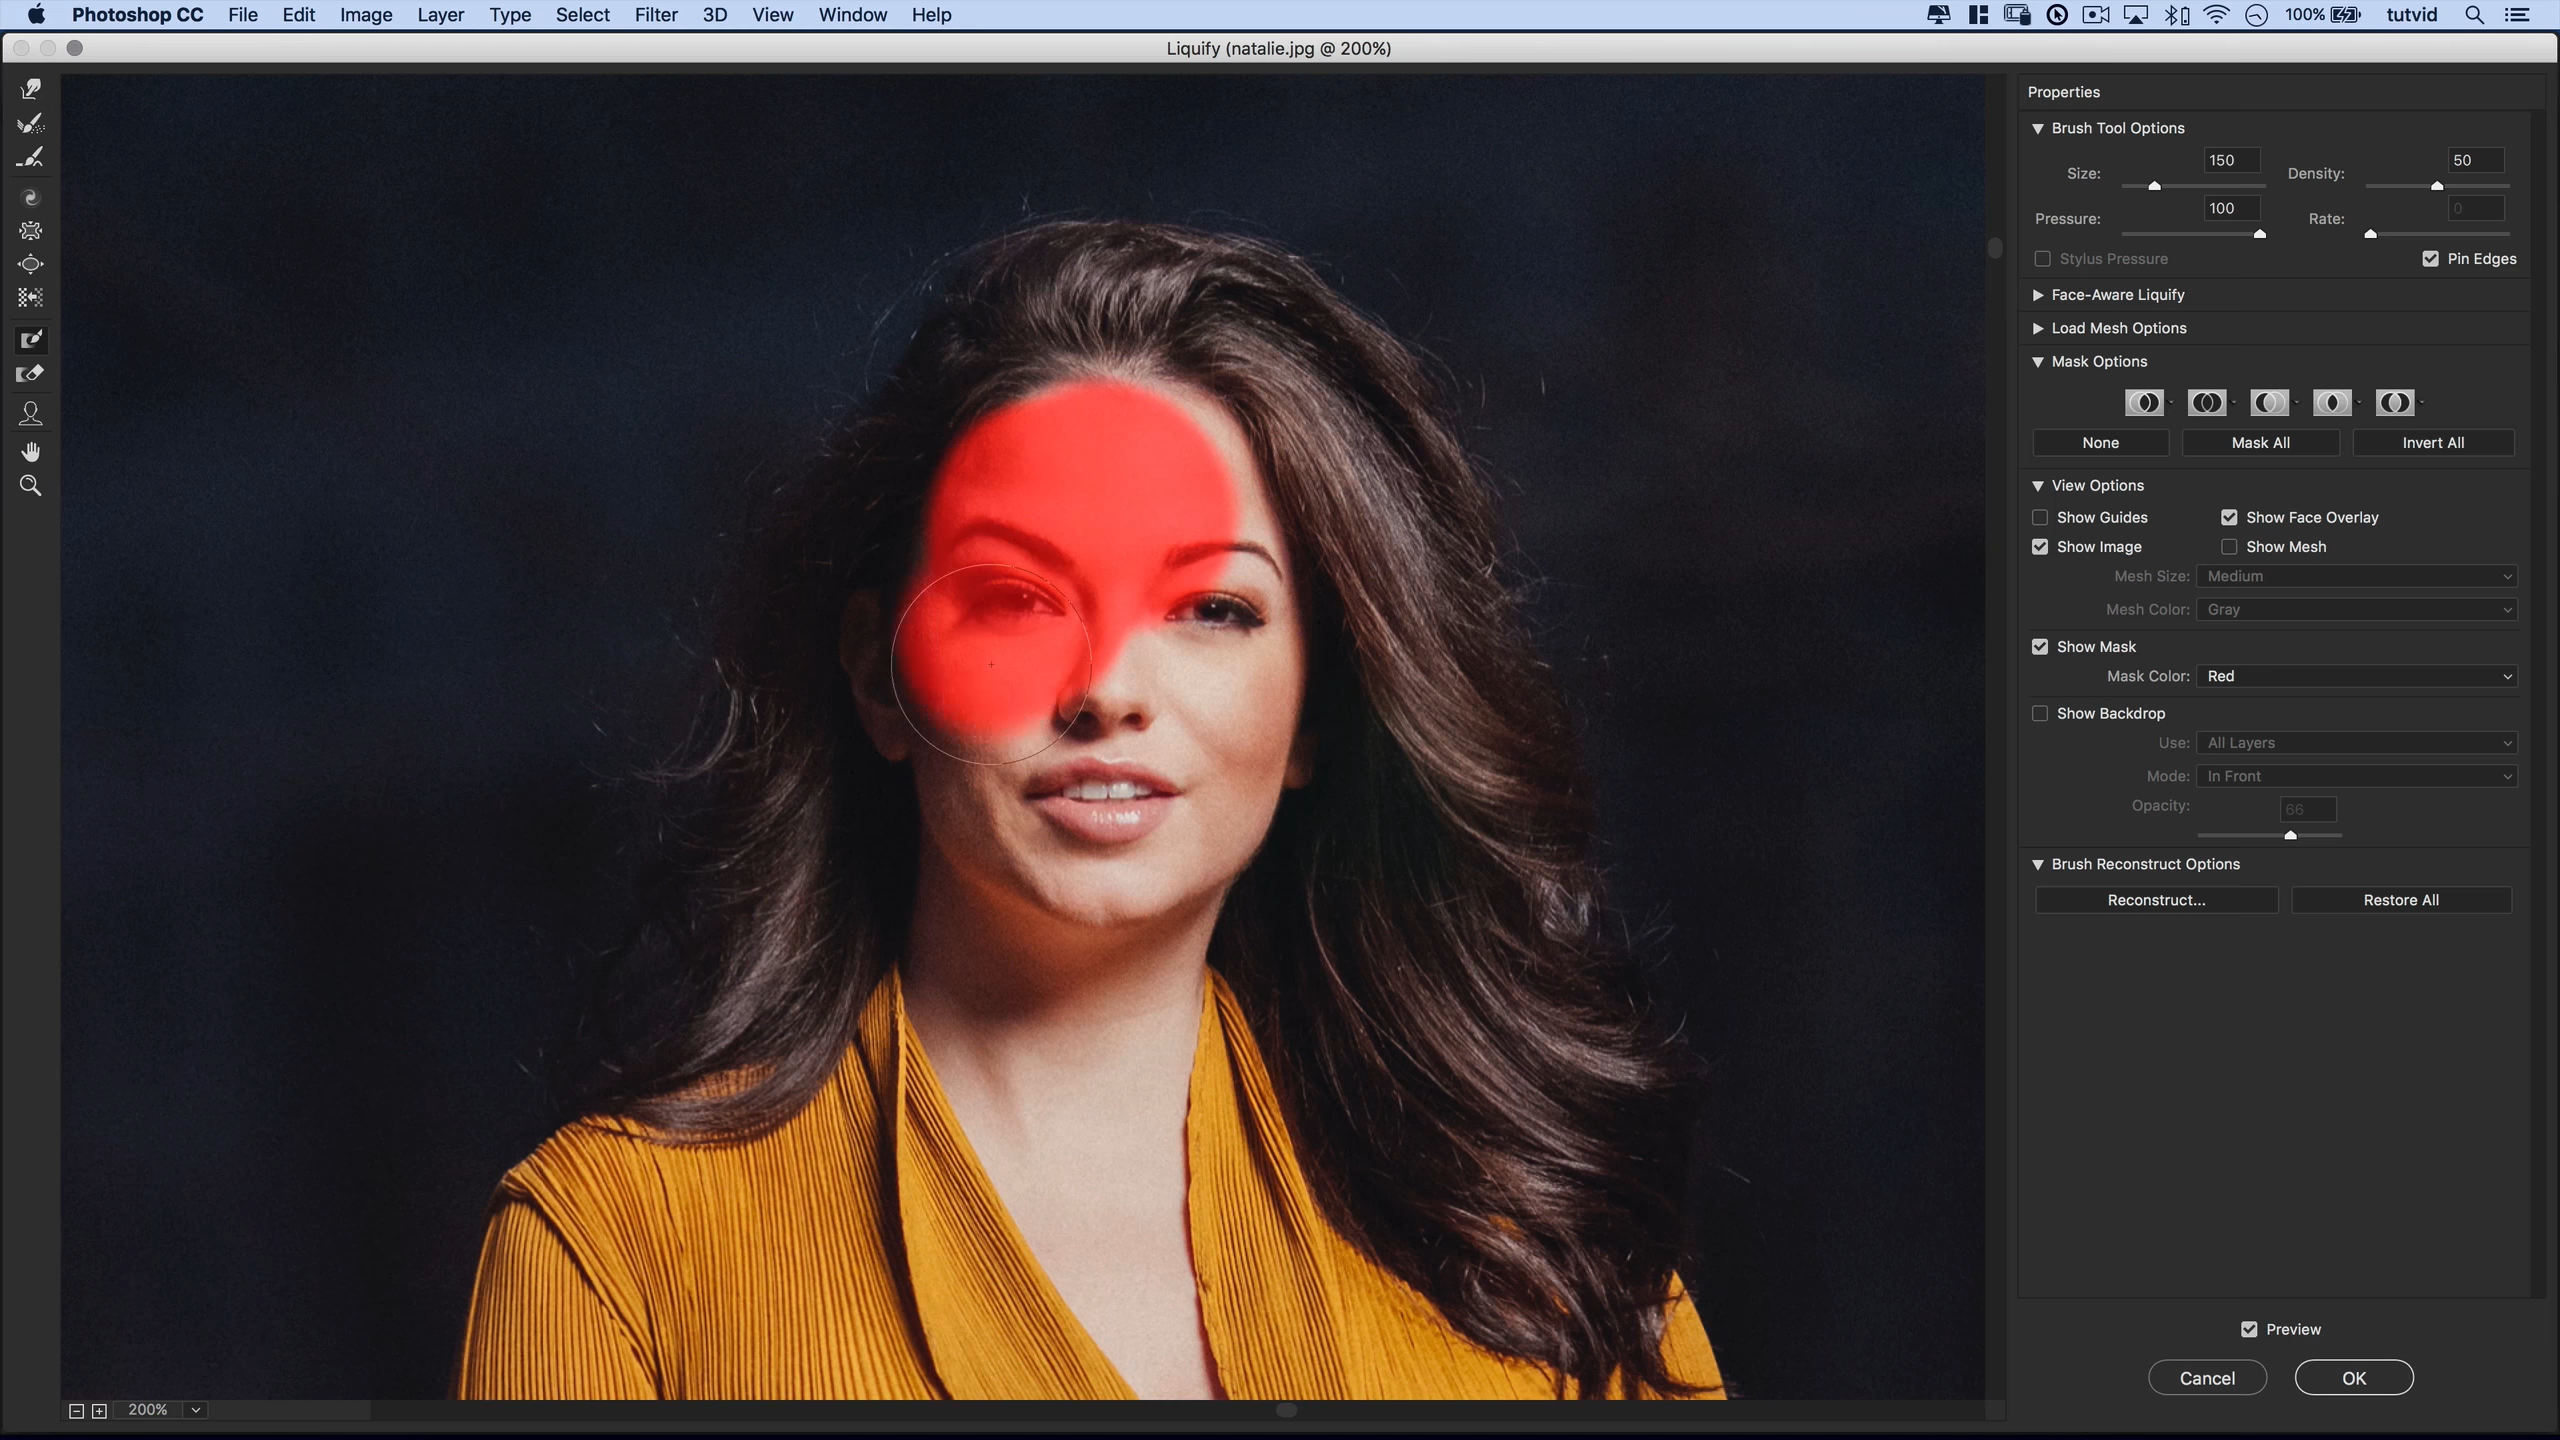 Photoshop CC File Edit Image Layer Type Select Filter 3D View Window Help 100% tutvid
Liquify (natalie.jpg @ 200%)
Properties
Brush Tool Options
Size: 150 Density: 50
Pressure: 100 Rate: 0
Stylus Pressure Pin Edges
Face-Aware Liquify
Load Mesh Options
Mask Options
None Mask All Invert All
View Options
Show Guides Show Face Overlay
Show Image Show Mesh
Mesh Size: Medium
Mesh Color: Gray
Show Mask
Mask Color: Red
Show Backdrop
Use: All Layers
Mode: In Front
Opacity: 66
Brush Reconstruct Options
Reconstruct... Restore All
Preview
Cancel OK
200%